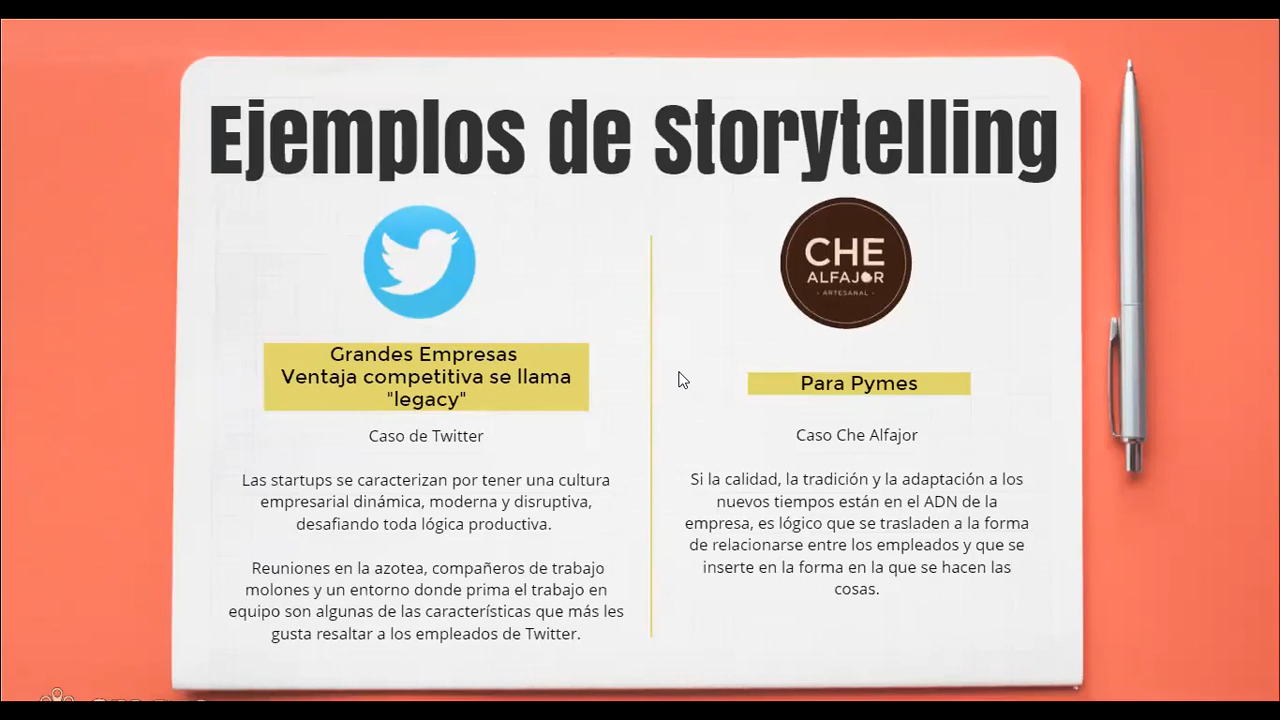 Ejemplos de Storytelling
Grandes Empresas
Ventaja competitiva se llama
"legacy"
Caso de Twitter
Las startups se caracterizan por tener una cultura
empresarial dinámica, moderna y disruptiva,
desafiando toda lógica productiva.
Reuniones en la azotea, compañeros de trabajo
molones y un entorno donde prima el trabajo en
equipo son algunas de las características que más les
gusta resaltar a los empleados de Twitter.
CHE
ALFAJOR
- ARTESANAL -
Para Pymes
Caso Che Alfajor
Si la calidad, la tradición y la adaptación a los
nuevos tiempos están en el ADN de la
empresa, es lógico que se trasladen a la forma
de relacionarse entre los empleados y que se
inserte en la forma en la que se hacen las
cosas.